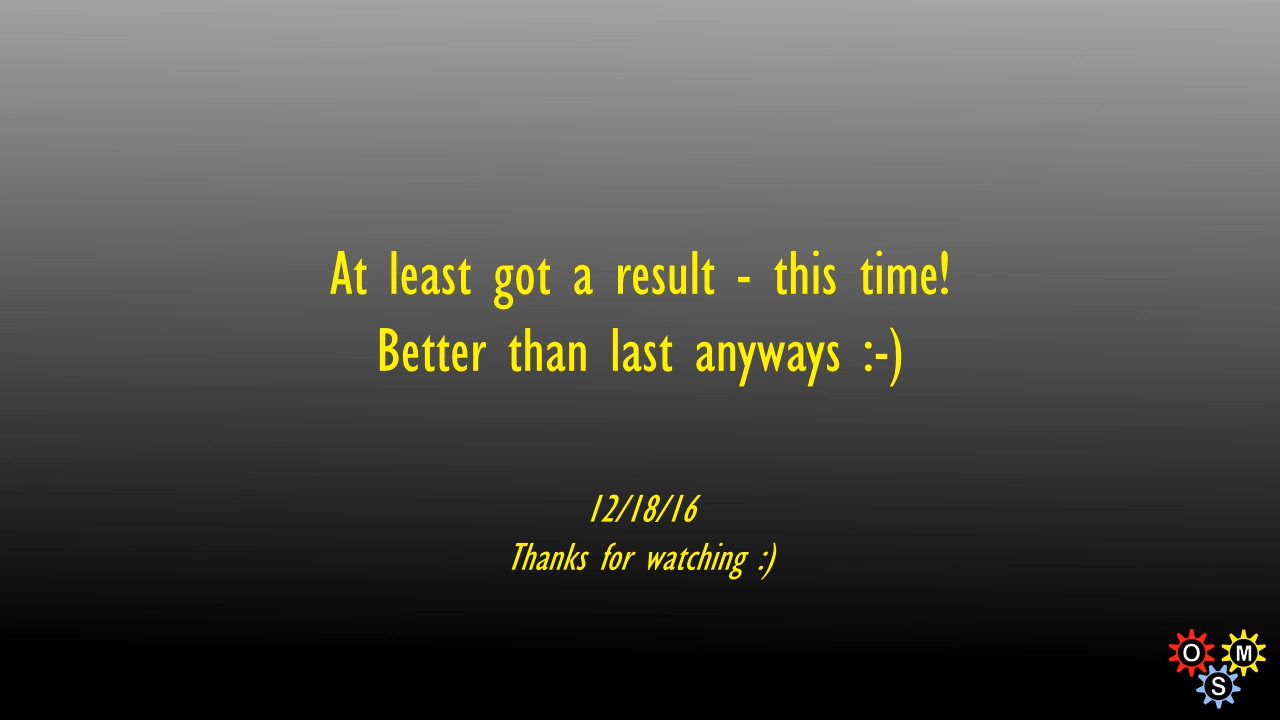 At least got a result - this time!
Better than last anyways :-)
12/18/16
Thanks for watching :)
O M
S